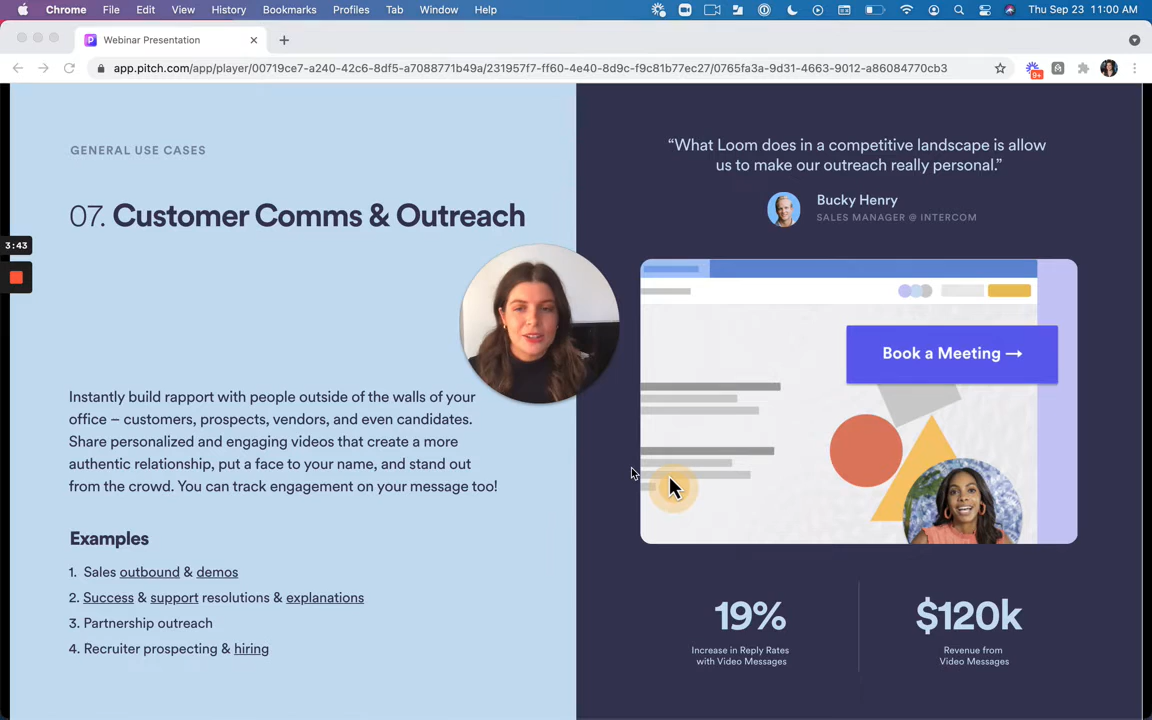 Chrome File Edit View History Bookmarks Profiles Tab Window Help Thu Sep 23 11:00 AM
Webinar Presentation
app.pitch.com/app/player/00719ce7-a240-42c6-8df5-a7088771b49a/231957f7-ff60-4e40-8d9c-f9c81b77ec27/0765fa3a-9d31-4663-9012-a86084770cb3
9+
GENERAL USE CASES
07. Customer Comms & Outreach
3:43
Instantly build rapport with people outside of the walls of your
office – customers, prospects, vendors, and even candidates.
Share personalized and engaging videos that create a more
authentic relationship, put a face to your name, and stand out
from the crowd. You can track engagement on your message too!
Examples
1. Sales outbound & demos
2. Success & support resolutions & explanations
3. Partnership outreach
4. Recruiter prospecting & hiring
“What Loom does in a competitive landscape is allow
us to make our outreach really personal.”
Bucky Henry
SALES MANAGER @ INTERCOM
Book a Meeting →
19%
Increase in Reply Rates
with Video Messages
$120k
Revenue from
Video Messages